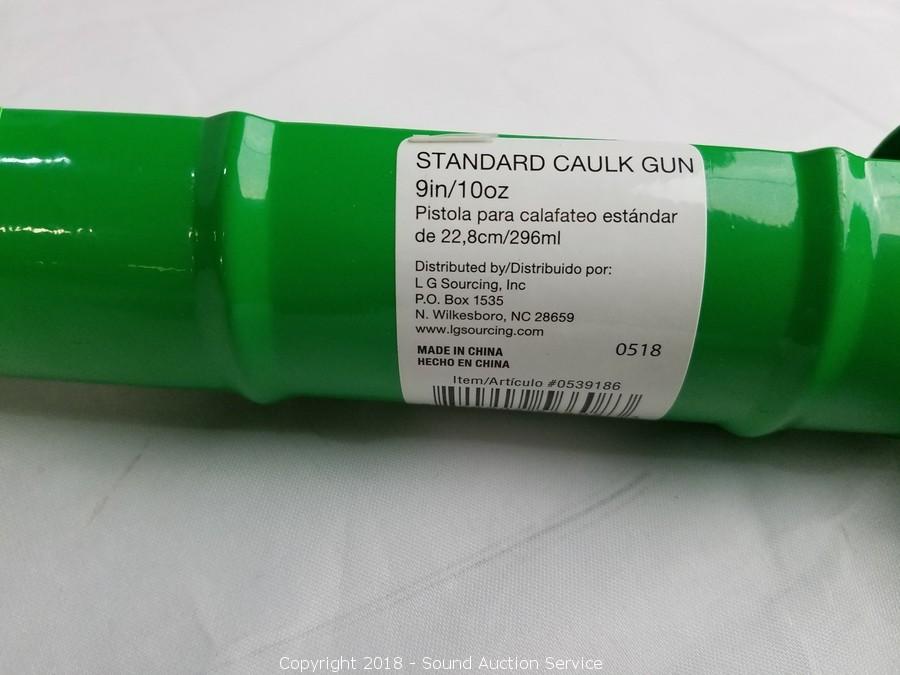 STANDARD CAULK GUN
9in/10oz
Pistola para calafateo estándar
de 22,8cm/296ml
Distributed by/Distribuido por:
L G Sourcing, Inc
P.O. Box 1535
N. Wilkesboro, NC 28659
www.lgsourcing.com
MADE IN CHINA
HECHO EN CHINA
0518
Item/Artículo #0539186
Copyright 2018 - Sound Auction Service